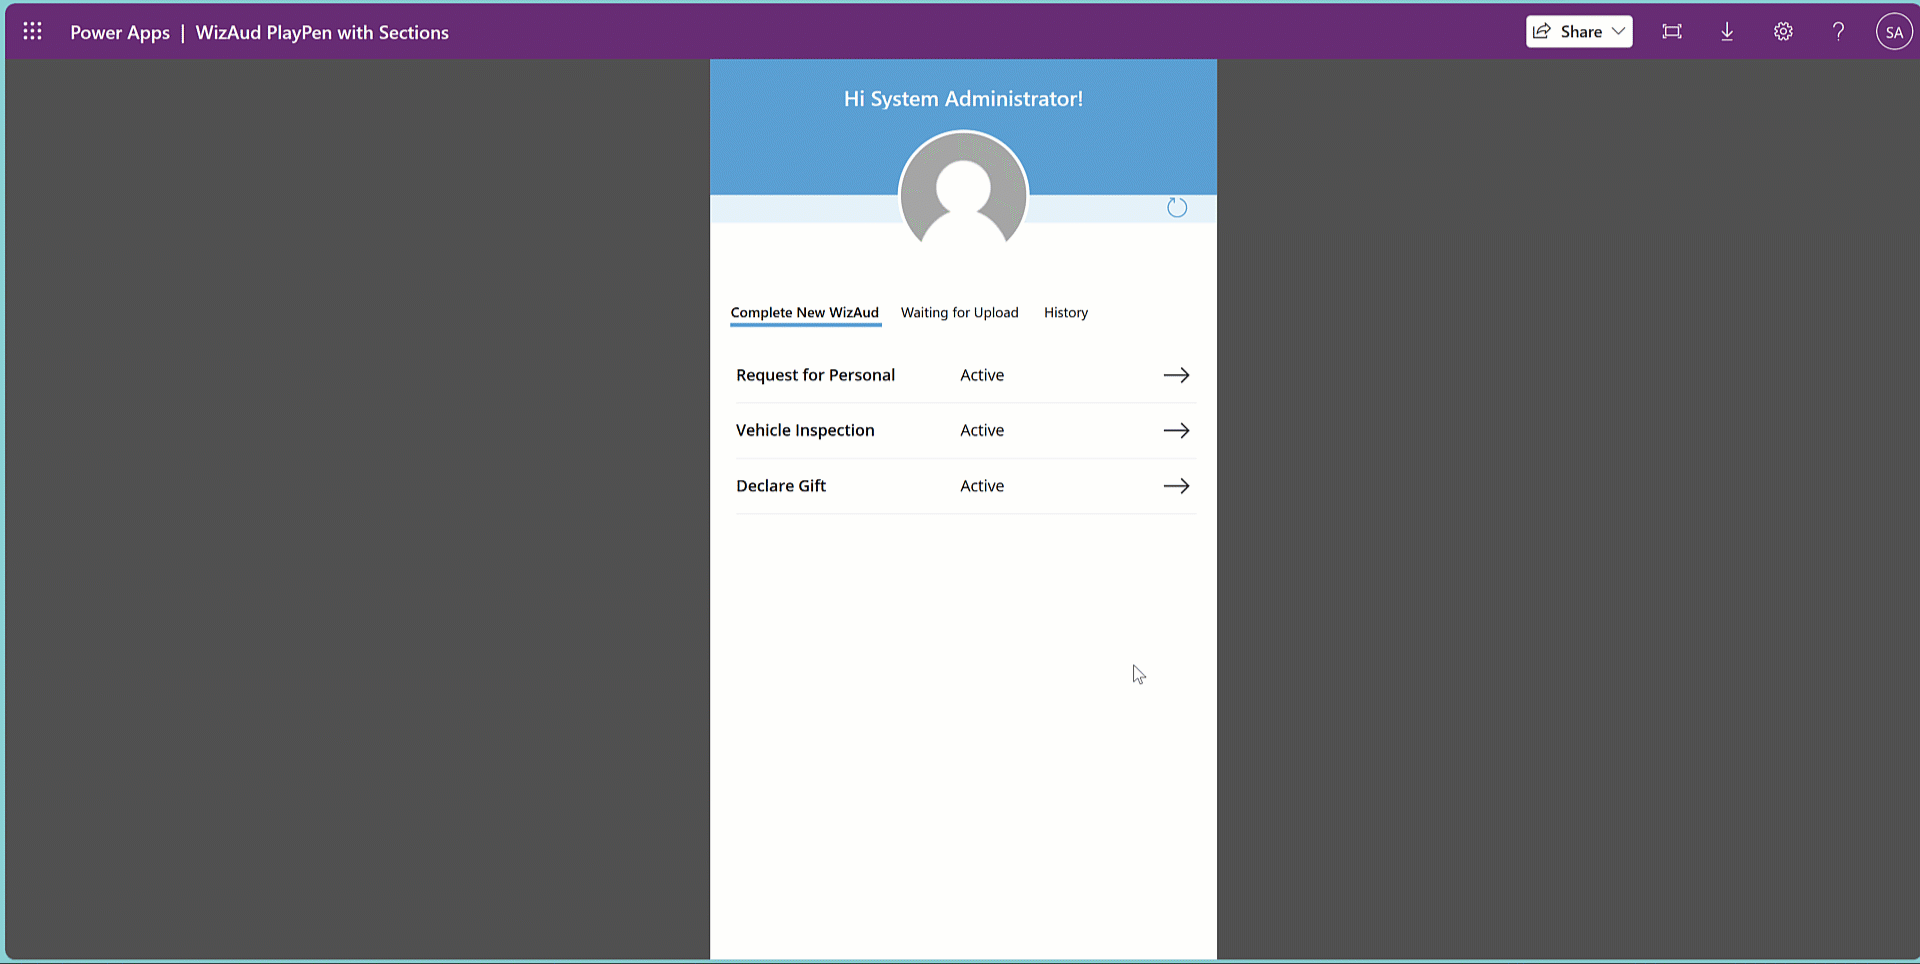 Power Apps | WizAud PlayPen with Sections
Share
?
SA
Hi System Administrator!
Complete New WizAud Waiting for Upload History
Request for Personal Active
Vehicle Inspection Active
Declare Gift Active